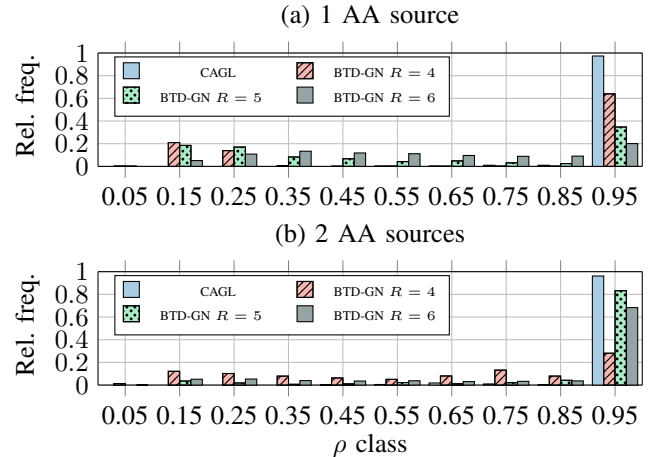 (a) 1 AA source
Rel. freq.
1
0.8
0.6
0.4
0.2
0
CAGL
BTD-GN R = 4
BTD-GN R = 5
BTD-GN R = 6
0.05 0.15 0.25 0.35 0.45 0.55 0.65 0.75 0.85 0.95
(b) 2 AA sources
Rel. freq.
1
0.8
0.6
0.4
0.2
0
CAGL
BTD-GN R = 4
BTD-GN R = 5
BTD-GN R = 6
0.05 0.15 0.25 0.35 0.45 0.55 0.65 0.75 0.85 0.95
ρ class